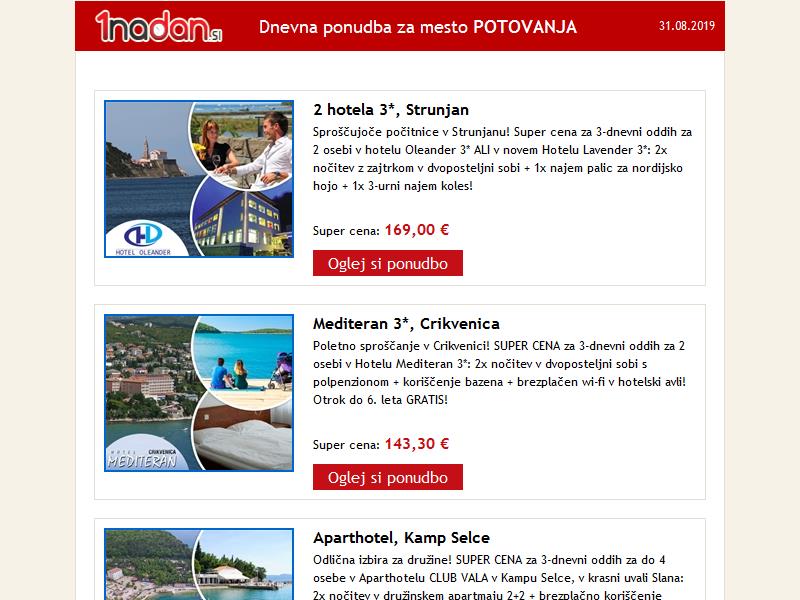 1nadan.si
Dnevna ponudba za mesto POTOVANJA
31.08.2019
2 hotela 3*, Strunjan
Sproščujoče počitnice v Strunjanu! Super cena za 3-dnevni oddih za
2 osebi v hotelu Oleander 3* ALI v novem Hotelu Lavender 3*: 2x
nočitev z zajtrkom v dvoposteljni sobi + 1x najem palic za nordijsko
hojo + 1x 3-urni najem koles!
HOTEL OLEANDER
Super cena: 169,00 €
Oglej si ponudbo
Mediteran 3*, Crikvenica
Poletno sproščanje v Crikvenici! SUPER CENA za 3-dnevni oddih za 2
osebi v Hotelu Mediteran 3*: 2x nočitev v dvoposteljni sobi s
polpenzionom + koriščenje bazena + brezplačen wi-fi v hotelski avli!
Otrok do 6. leta GRATIS!
HOTEL CRIKVENICA
MEDITERAN
Super cena: 143,30 €
Oglej si ponudbo
Aparthotel, Kamp Selce
Odlična izbira za družine! SUPER CENA za 3-dnevni oddih za do 4
osebe v Aparthotelu CLUB VALA v Kampu Selce, v krasni uvali Slana:
2x nočitev v družinskem apartmaju 2+2 + brezplačno koriščenje